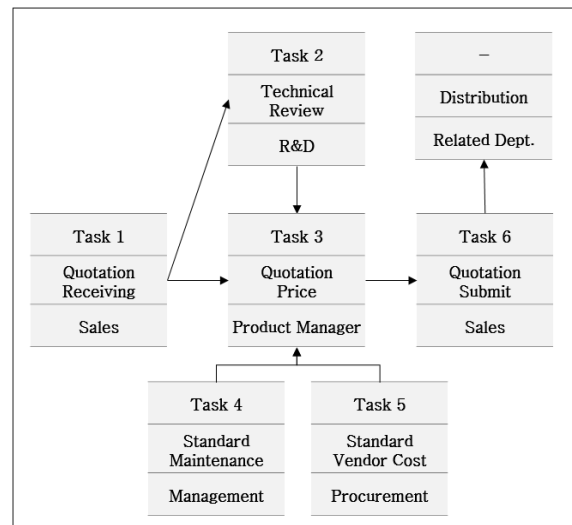 Task 2
Technical
Review
R&D
–
Distribution
Related Dept.
Task 1
Quotation
Receiving
Sales
Task 3
Quotation
Price
Product Manager
Task 6
Quotation
Submit
Sales
Task 4
Standard
Maintenance
Management
Task 5
Standard
Vendor Cost
Procurement